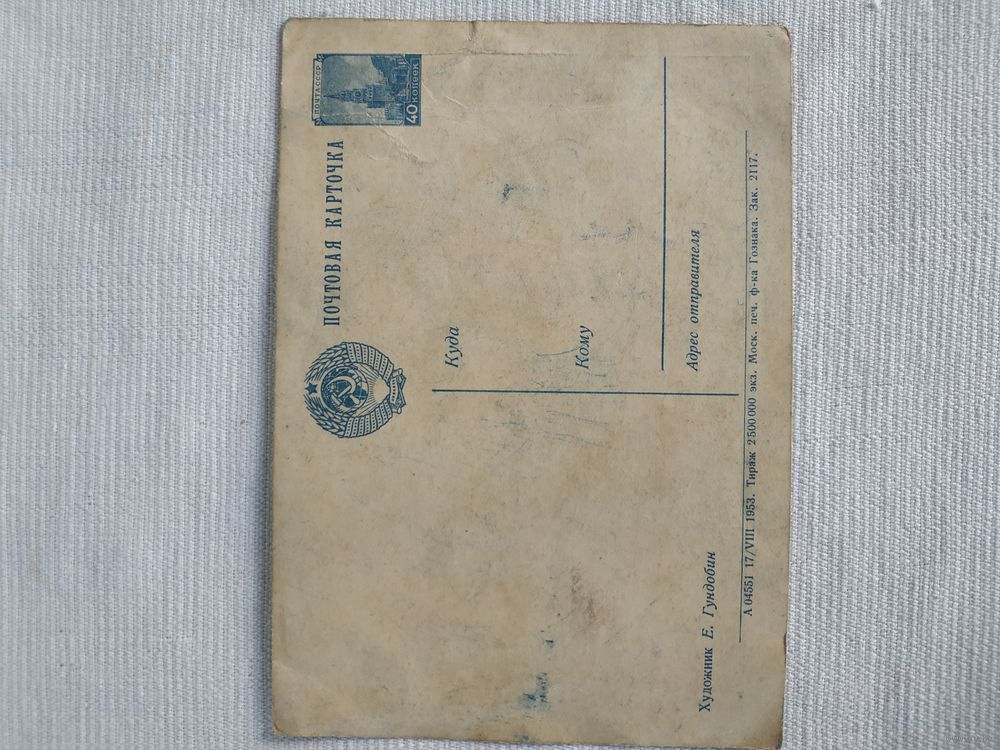 ПОЧТА СССР
40 КОПЕЕК
ПОЧТОВАЯ КАРТОЧКА
Куда
Кому
Адрес отправителя
Художник Е. Гундобин
А 04551 17/VIII 1953. Тираж 2 500 000 экз. Моск. печ. ф-ка Гознака. Зак. 2117.